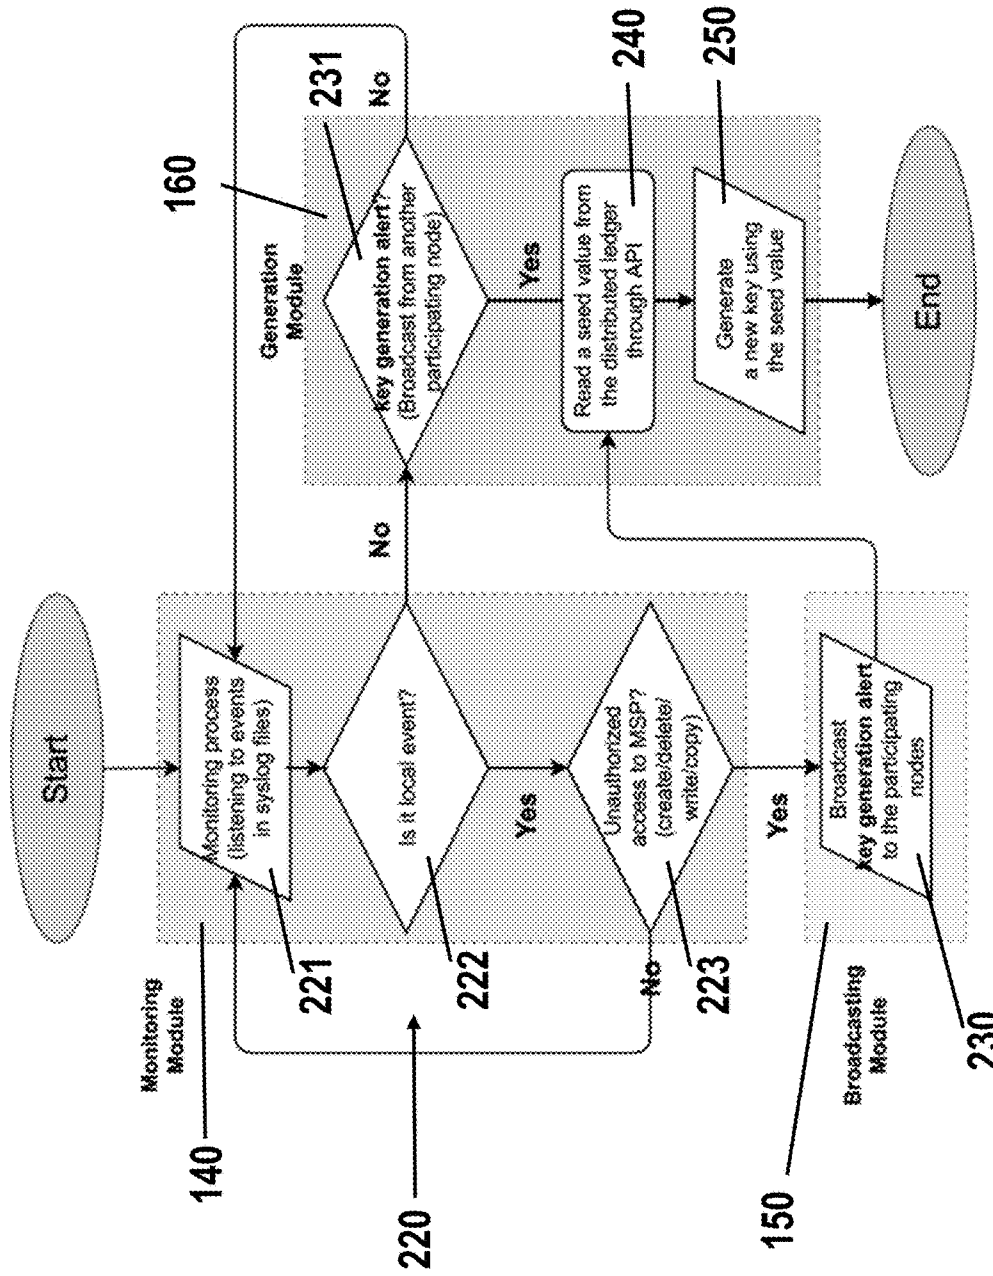 Start
Monitoring
Module
140
Monitoring process
(listening to events
in syslog files)
221
220
Is it local event?
222
No
Yes
Unauthorized
access to MSP?
(create/delete/
write/copy)
223
No
Yes
Broadcasting
Module
150
Broadcast
key generation alert
to the participating
nodes
230
160
Generation
Module
key generation alert?
(Broadcast from another
participating node)
231
No
Yes
Read a seed value from
the distributed ledger
through API
240
Generate
a new key using
the seed value
250
End